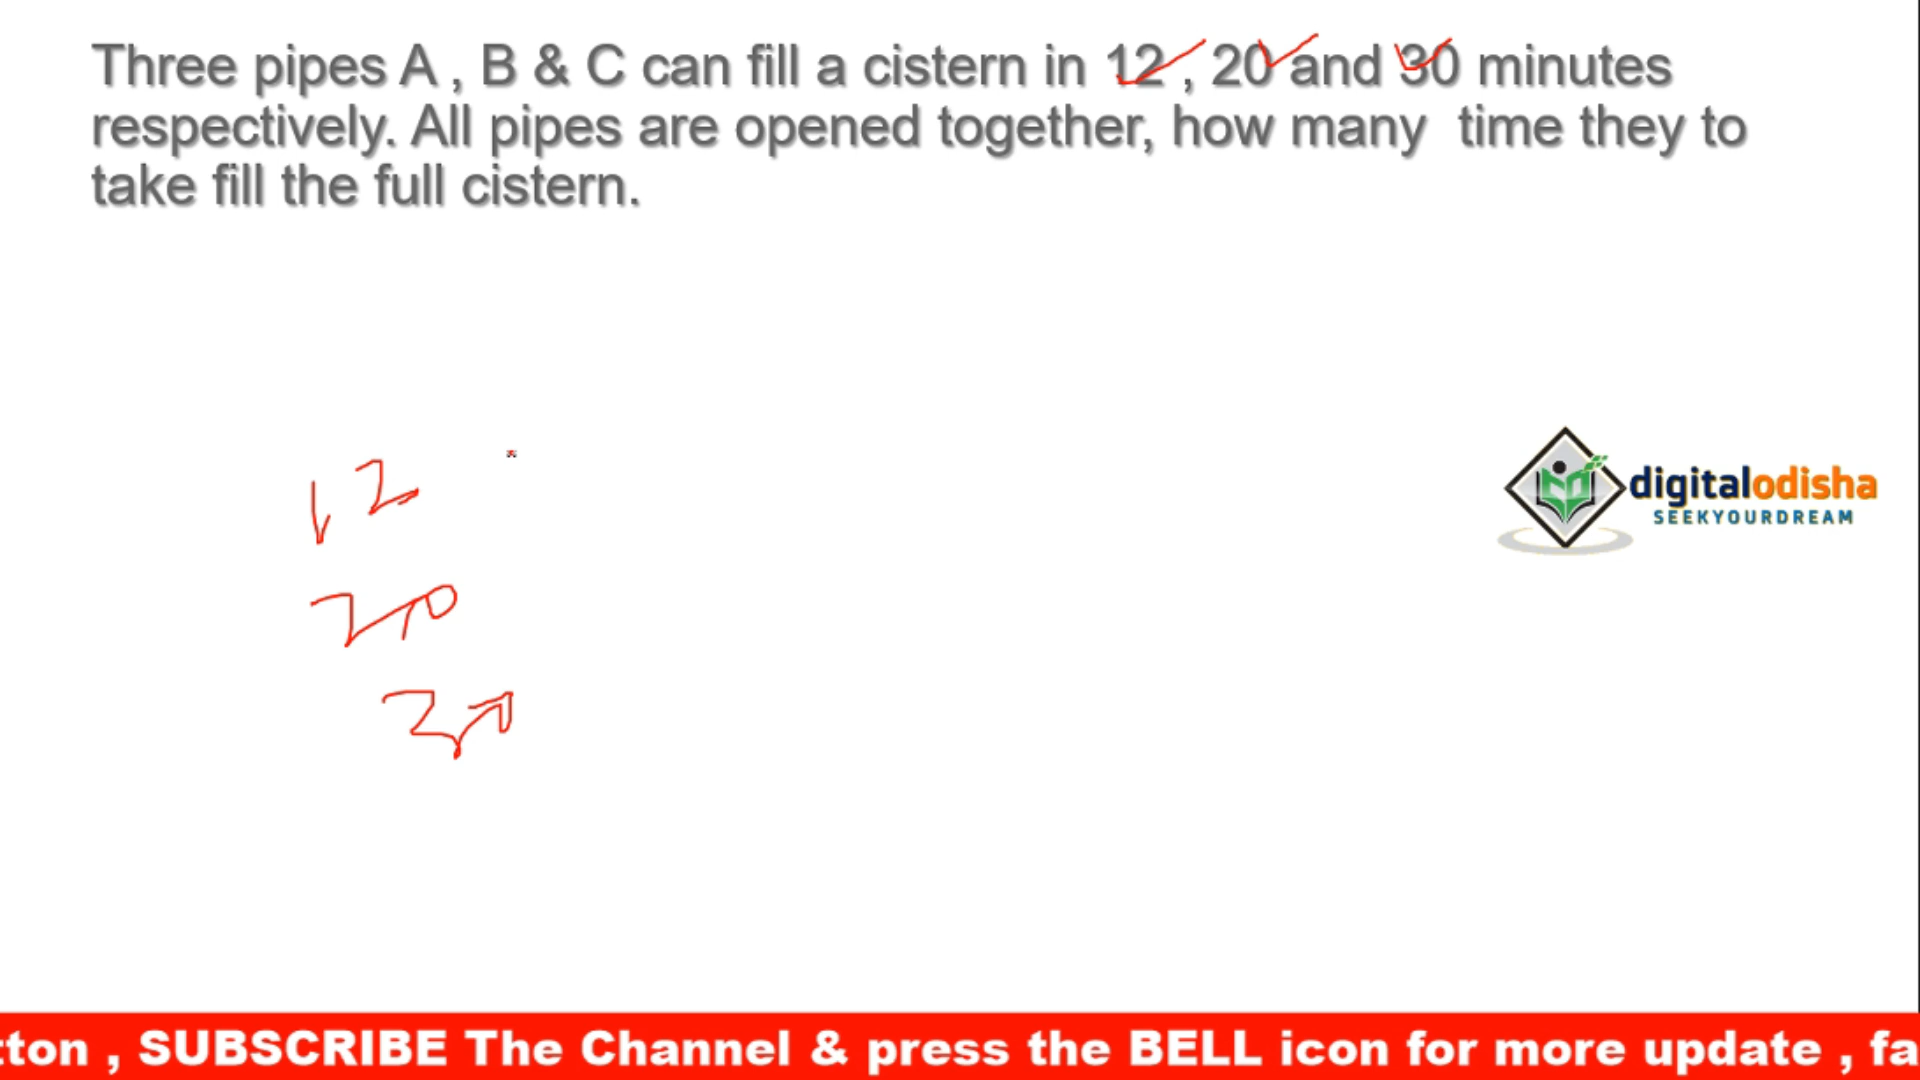 Three pipes A , B & C can fill a cistern in 12 , 20 and 30 minutes
respectively. All pipes are opened together, how many time they to
take fill the full cistern.
12
20
30
digitalodisha
SEEKYOURDREAM
tton , SUBSCRIBE The Channel & press the BELL icon for more update , fa